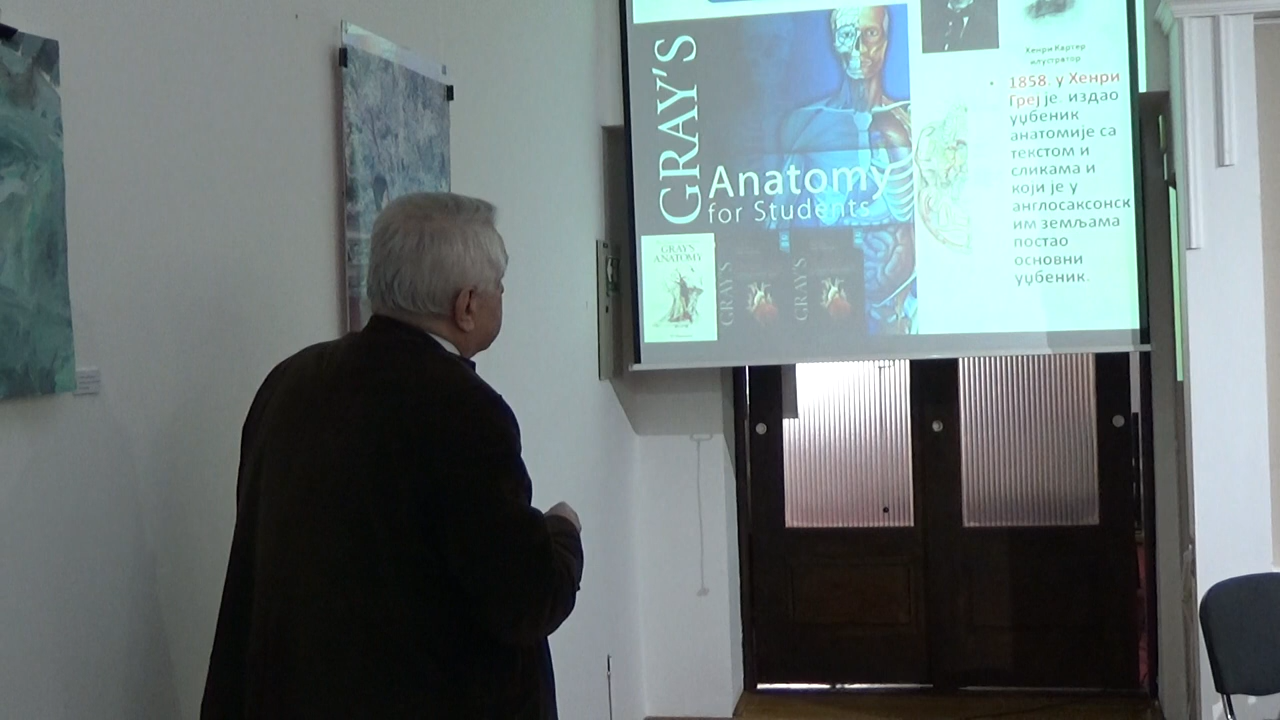 GRAY'S
Anatomy
for Students
GRAY'S
ANATOMY
GRAY'S
GRAY'S
Хенри Картер
илустратор
• 1858. у Хенри
Греј је издао
уџбеник
анатомије са
текстом и
сликама и
који је у
англосаксонск
им земљама
постао
основни
уџбеник.